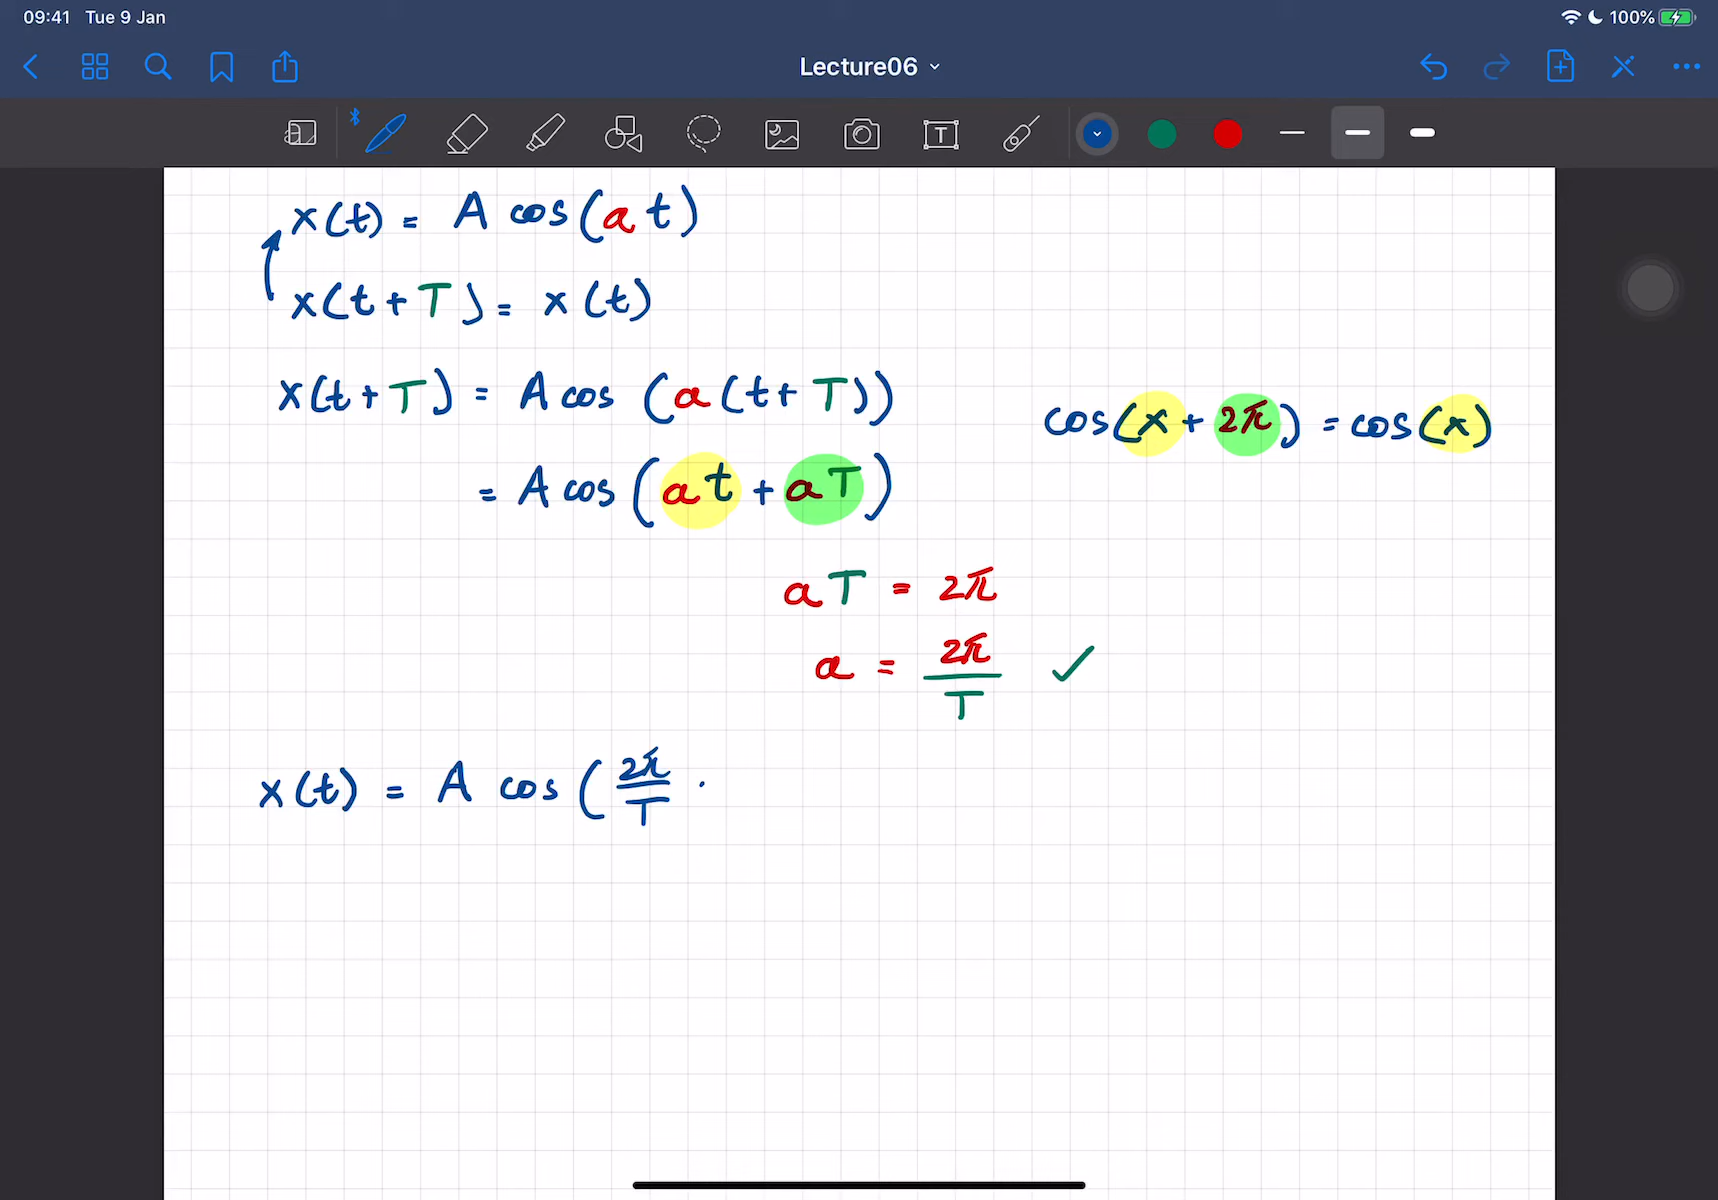 09:41 Tue 9 Jan 100%
Lecture06
T
x(t) = A cos(at)
x(t+T) = x(t)
x(t+T) = A cos (a(t+T))
cos(x + 2π) = cos(x)
= A cos (at + aT)
aT = 2π
a = 2π/T ✓
x(t) = A cos (2π/T ·